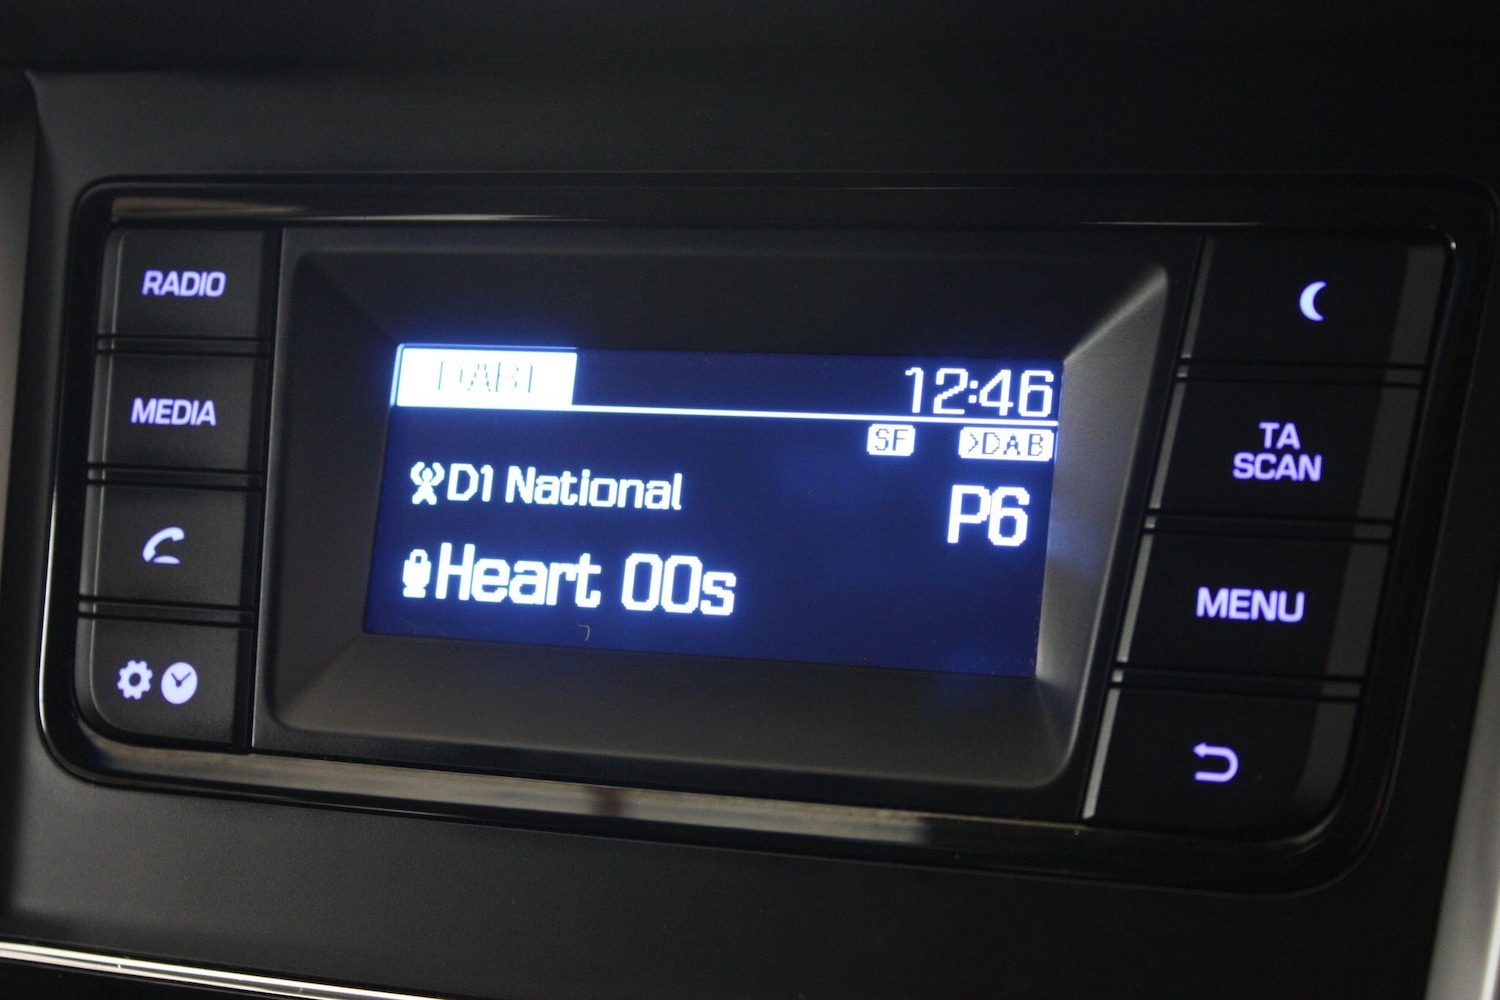 RADIO
MEDIA
DAB1
12:46
SF >DAB
D1 National
P6
Heart 00s
TA
SCAN
MENU